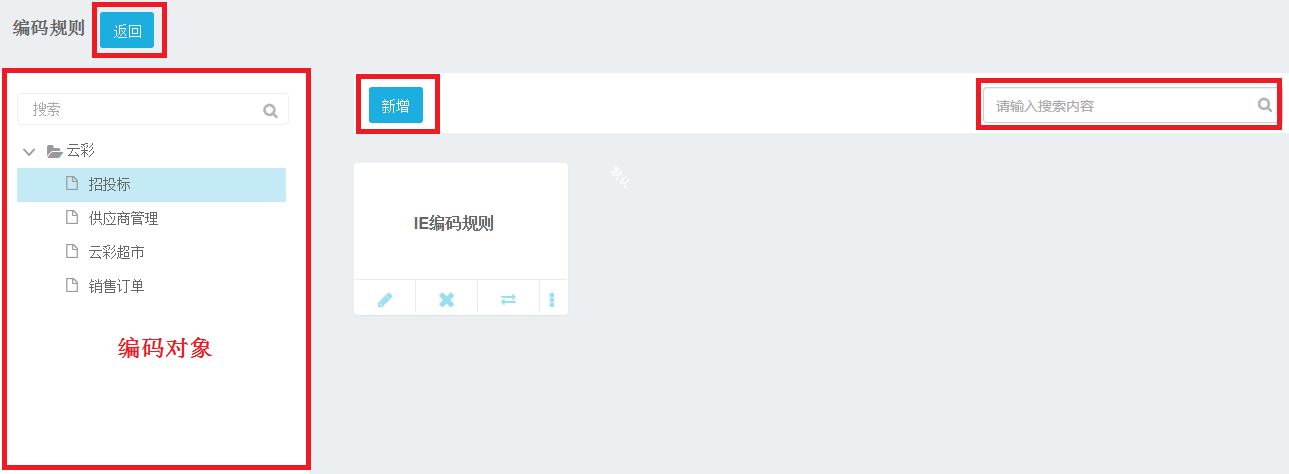 编码规则
返回
搜索
云彩
招投标
供应商管理
云彩超市
销售订单
编码对象
新增
请输入搜索内容
IE编码规则
默认